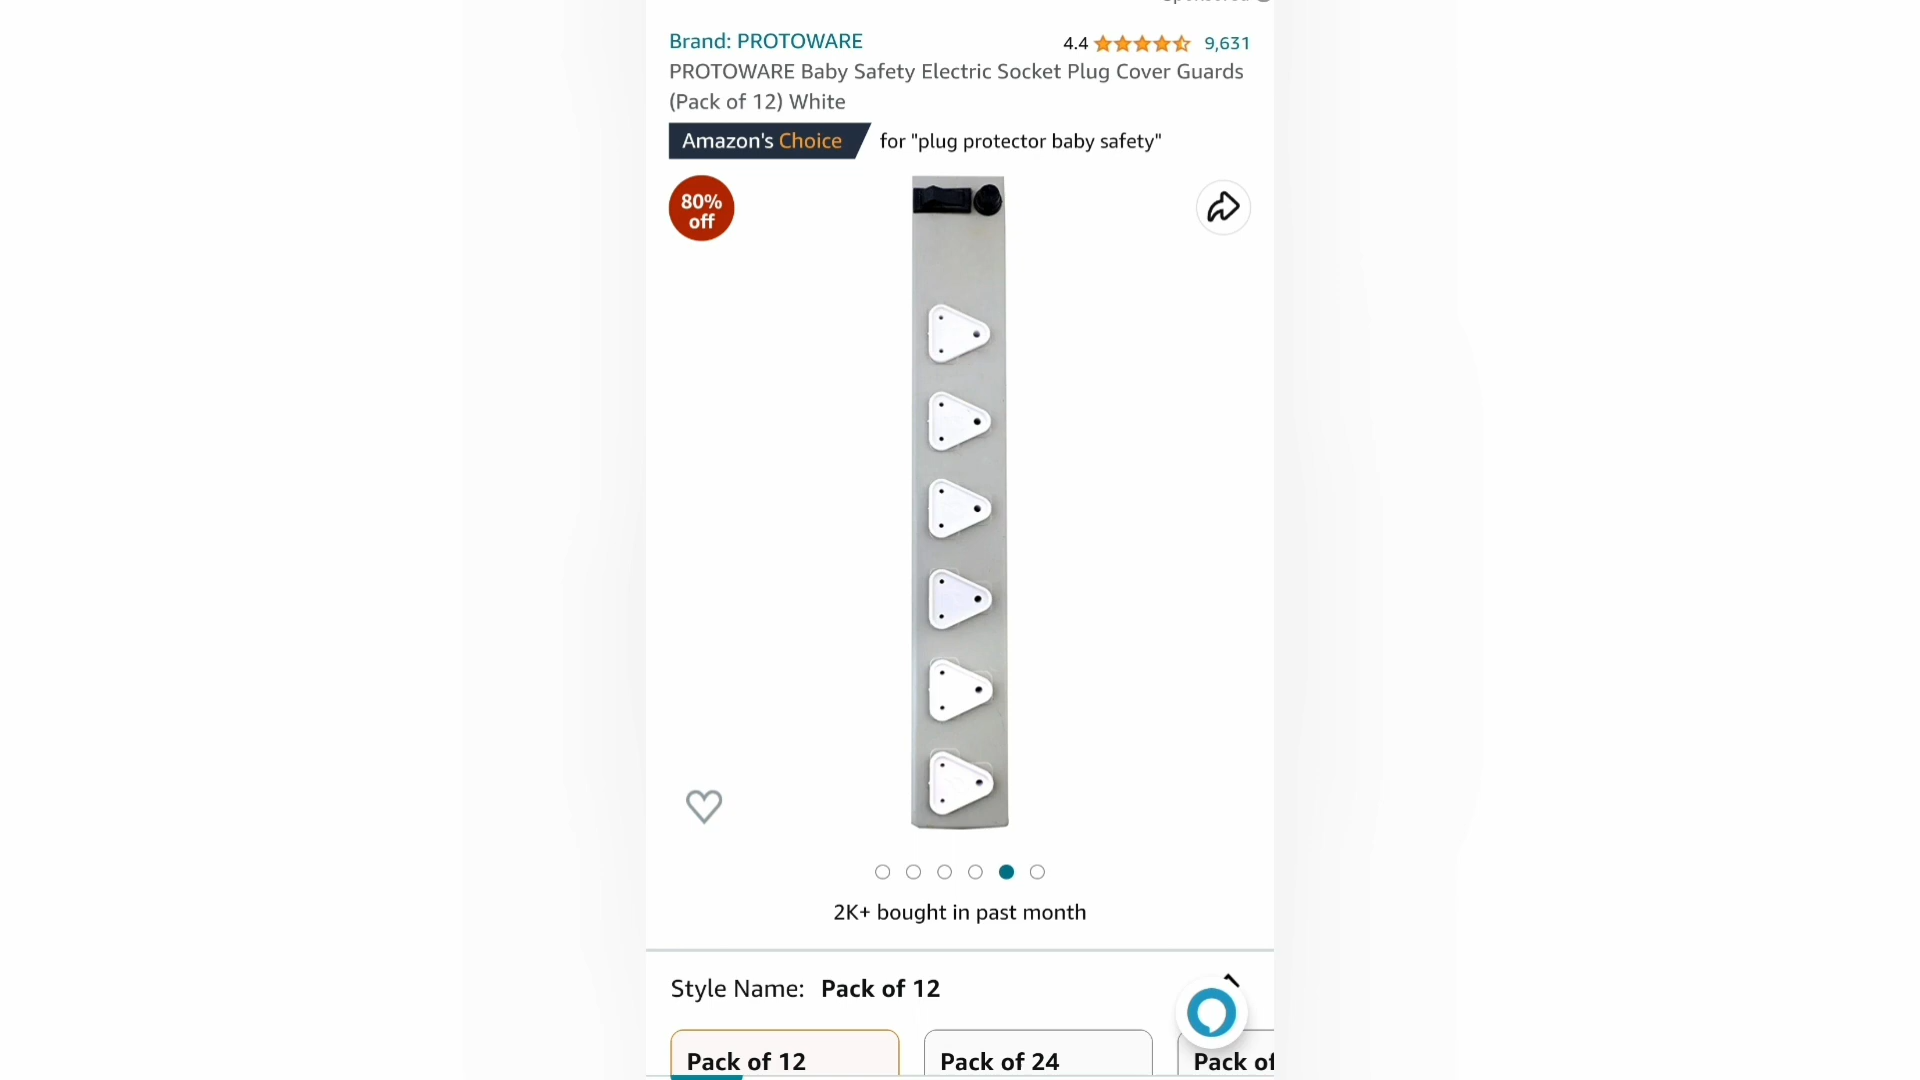 Brand: PROTOWARE
4.4 9,631
PROTOWARE Baby Safety Electric Socket Plug Cover Guards
(Pack of 12) White
Amazon's Choice for "plug protector baby safety"
80%
off
2K+ bought in past month
Style Name: Pack of 12
Pack of 12
Pack of 24
Pack of